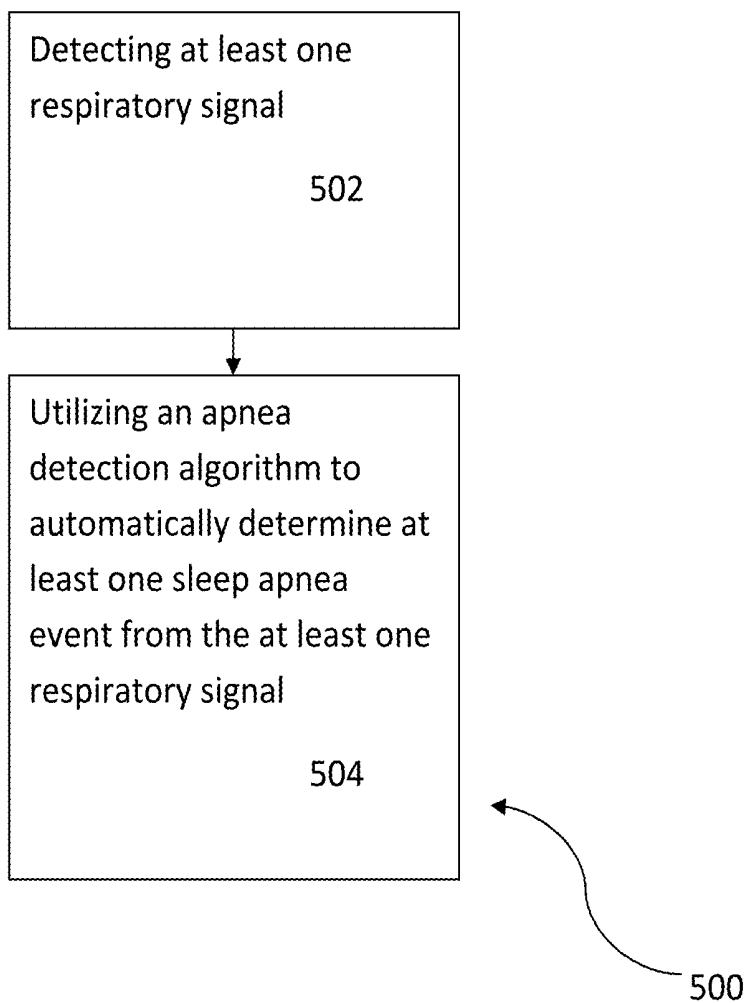 Detecting at least one
respiratory signal
502
Utilizing an apnea
detection algorithm to
automatically determine at
least one sleep apnea
event from the at least one
respiratory signal
504
500